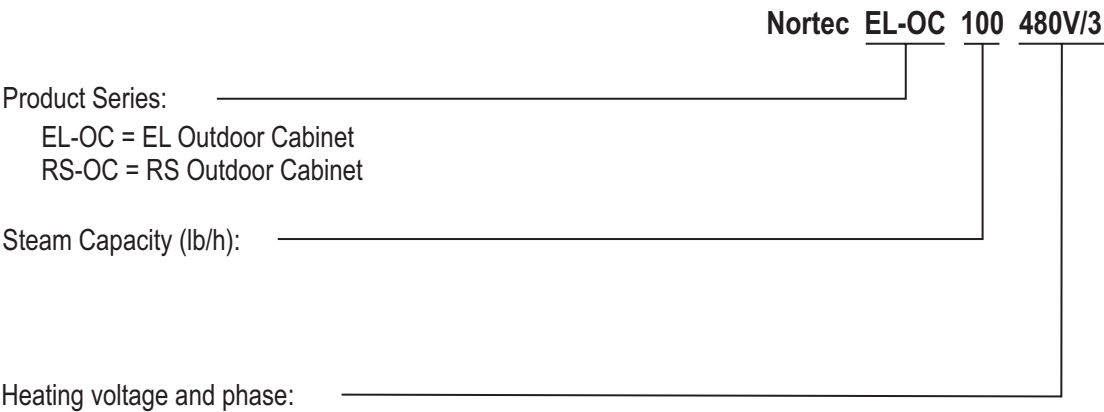 Nortec EL-OC 100 480V/3
Product Series:
EL-OC = EL Outdoor Cabinet
RS-OC = RS Outdoor Cabinet
Steam Capacity (lb/h):
Heating voltage and phase: